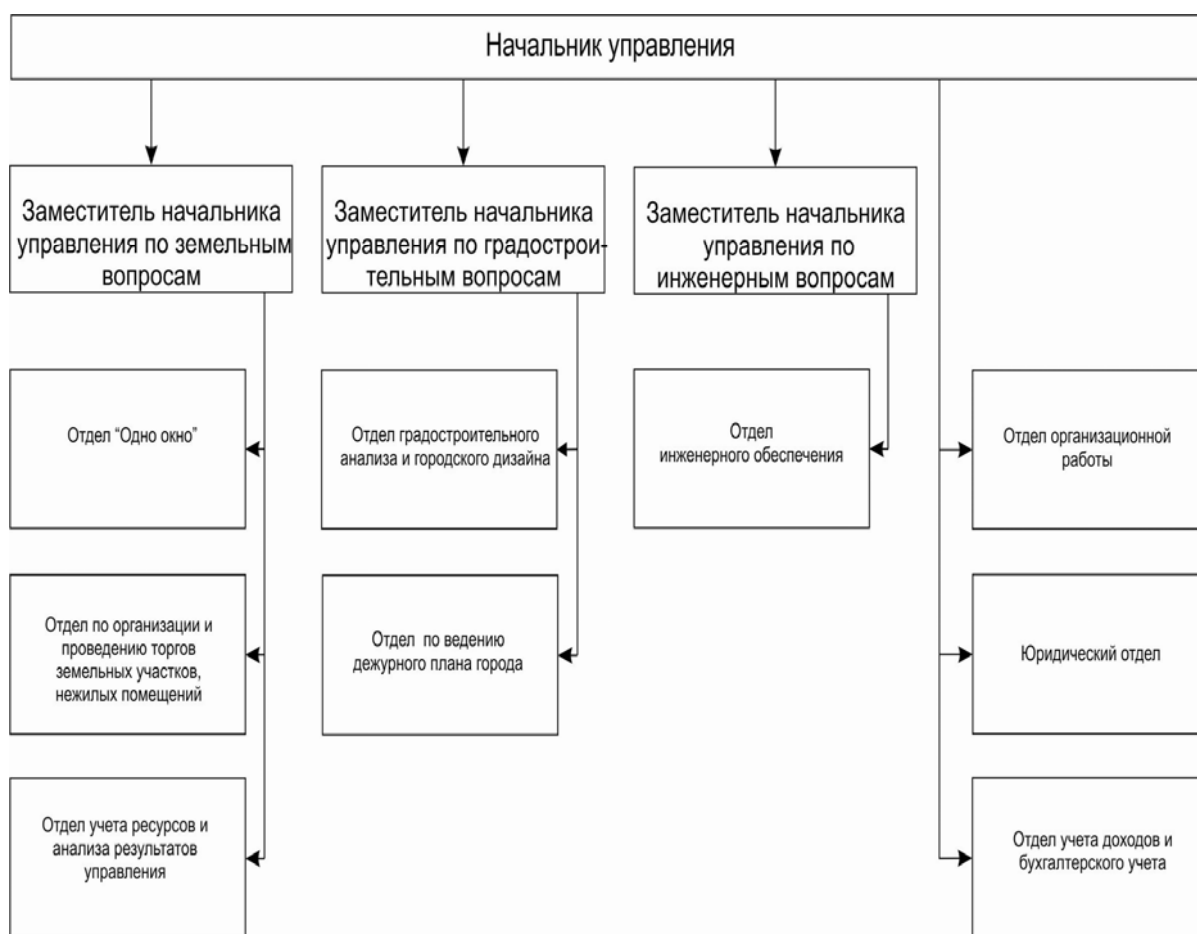 Начальник управления
Заместитель начальника
управления по земельным
вопросам
Заместитель начальника
управления по градострои-
тельным вопросам
Заместитель начальника
управления по
инженерным вопросам
Отдел “Одно окно”
Отдел градостроительного
анализа и городского дизайна
Отдел
инженерного обеспечения
Отдел организационной
работы
Отдел по организации и
проведению торгов
земельных участков,
нежилых помещений
Отдел по ведению
дежурного плана города
Юридический отдел
Отдел учета ресурсов и
анализа результатов
управления
Отдел учета доходов и
бухгалтерского учета